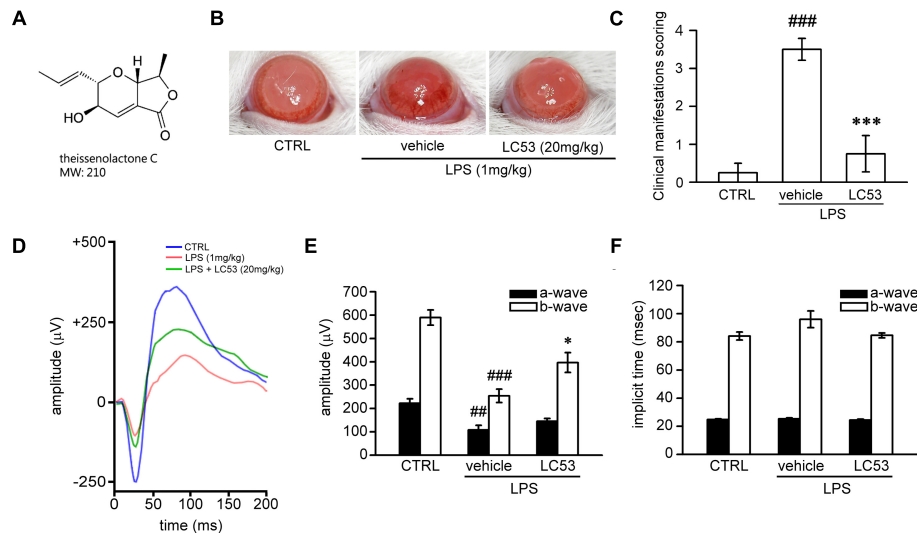 A
O
H
O
HO
O
theissenolactone C
MW: 210
B
CTRL
vehicle
LC53 (20mg/kg)
LPS (1mg/kg)
C
Clinical manifestations scoring
4
3
2
1
0
###
***
CTRL
vehicle
LC53
LPS
D
amplitude (μV)
+500
+250
0
-250
CTRL
LPS (1mg/kg)
LPS + LC53 (20mg/kg)
0
50
100
150
200
time (ms)
E
a-wave
b-wave
amplitude (μV)
700
600
500
400
300
200
100
0
##
###
*
CTRL
vehicle
LC53
LPS
F
a-wave
b-wave
implicit time (msec)
120
100
80
60
40
20
0
CTRL
vehicle
LC53
LPS